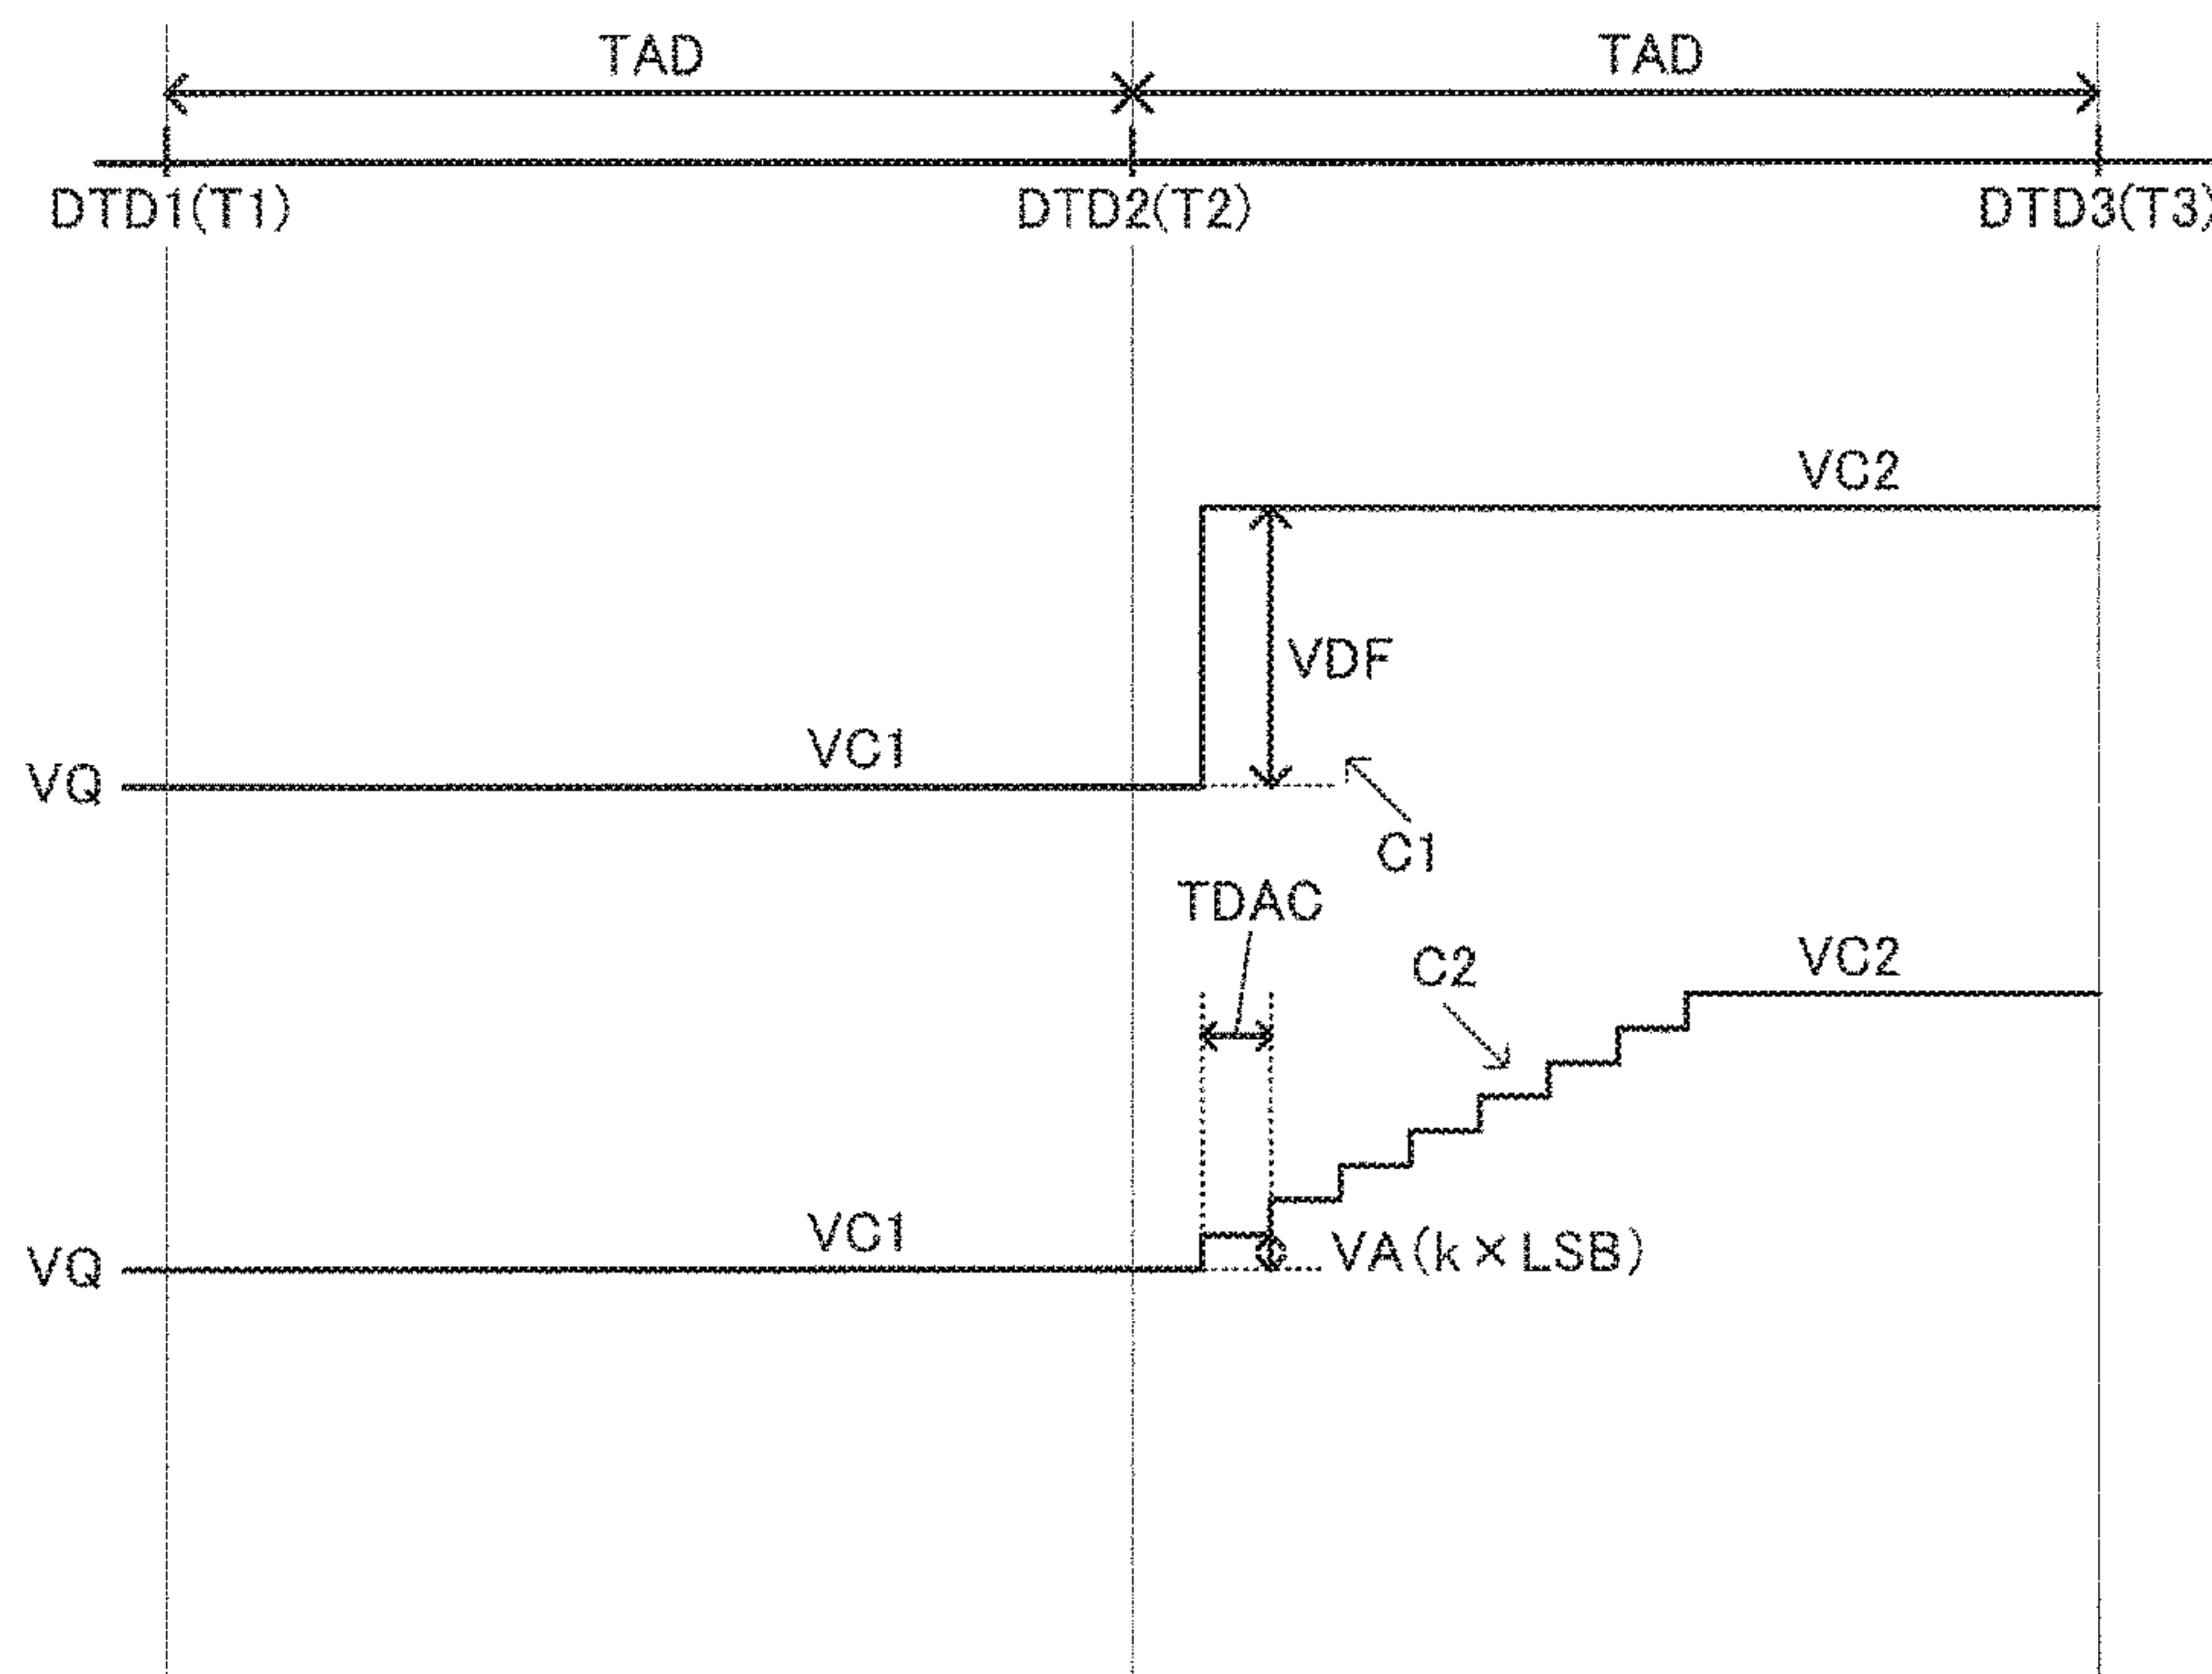 TAD TAD
DTD1(T1) DTD2(T2) DTD3(T3)
VC2
VDF
VC1
VQ
C1
TDAC
C2
VC2
VC1
VA(k×LSB)
VQ